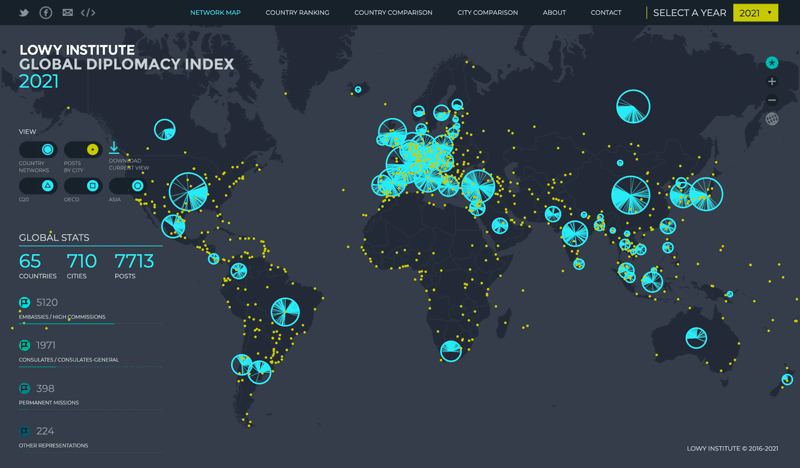 NETWORK MAP
COUNTRY RANKING
COUNTRY COMPARISON
CITY COMPARISON
ABOUT
CONTACT
SELECT A YEAR
2021
LOWY INSTITUTE
GLOBAL DIPLOMACY INDEX
2021
VIEW
COUNTRY
NETWORKS
POSTS
BY CITY
DOWNLOAD
CURRENT VIEW
G20
OECD
ASIA
GLOBAL STATS
65
COUNTRIES
710
CITIES
7713
POSTS
5120
EMBASSIES / HIGH COMMISSIONS
1971
CONSULATES / CONSULATES-GENERAL
398
PERMANENT MISSIONS
224
OTHER REPRESENTATIONS
LOWY INSTITUTE © 2016-2021